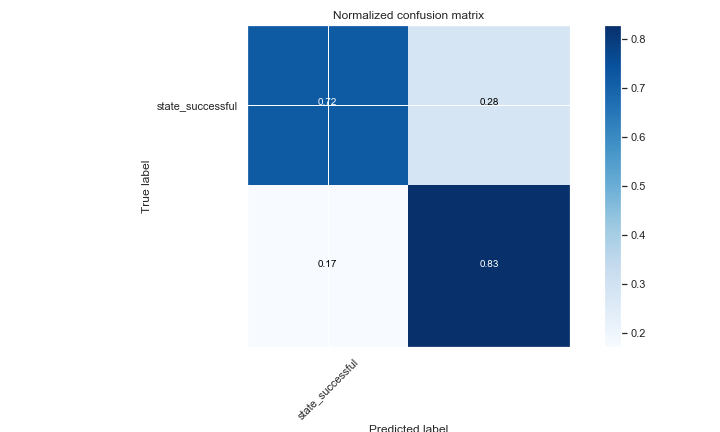 Normalized confusion matrix
state_successful
True label
0.72
0.28
0.17
0.83
state_successful
Predicted label
0.8
0.7
0.6
0.5
0.4
0.3
0.2